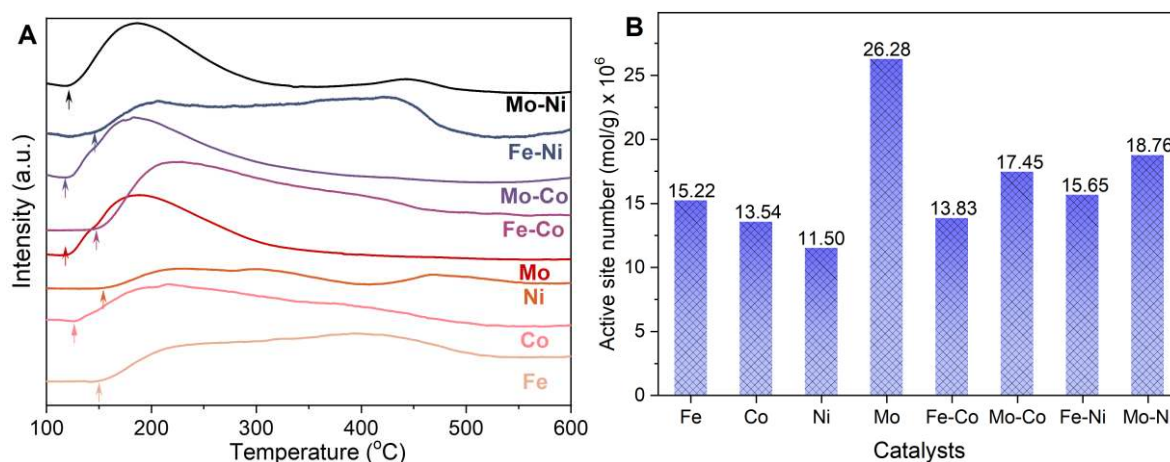 A
Mo-Ni
Fe-Ni
Mo-Co
Fe-Co
Mo
Ni
Co
Fe
Intensity (a.u.)
100 200 300 400 500 600
Temperature (°C)
B
Active site number (mol/g) x 10⁶
25
20
15
10
5
0
15.22
13.54
11.50
26.28
13.83
17.45
15.65
18.76
Fe Co Ni Mo Fe-Co Mo-Co Fe-Ni Mo-N
Catalysts